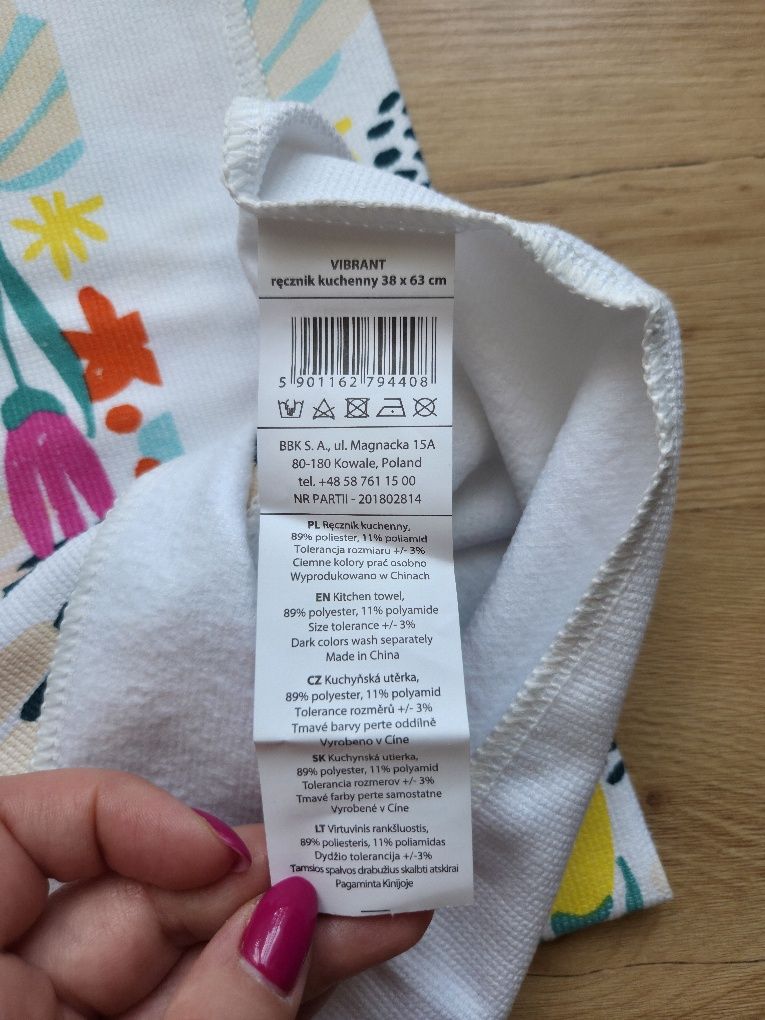 VIBRANT
ręcznik kuchenny 38 x 63 cm
5 901162 794408
BBK S. A., ul. Magnacka 15A
80-180 Kowale, Poland
tel. +48 58 761 15 00
NR PARTII - 201802814
PL Ręcznik kuchenny,
89% poliester, 11% poliamid
Tolerancja rozmiaru +/- 3%
Ciemne kolory prać osobno
Wyprodukowano w Chinach
EN Kitchen towel,
89% polyester, 11% polyamide
Size tolerance +/- 3%
Dark colors wash separately
Made in China
CZ Kuchyňská utěrka,
89% polyester, 11% polyamid
Tolerance rozměrů +/- 3%
Tmavé barvy perte oddílně
Vyrobeno v Číne
SK Kuchynská utierka,
89% polyester, 11% polyamid
Tolerancia rozmerov +/- 3%
Tmavé farby perte samostatne
Vyrobené v Číne
LT Virtuvinis rankšluostis,
89% poliesteris, 11% poliamidas
Dydžio tolerancija +/-3%
Tamsios spalvos drabužius skalbti atskirai
Pagaminta Kinijoje